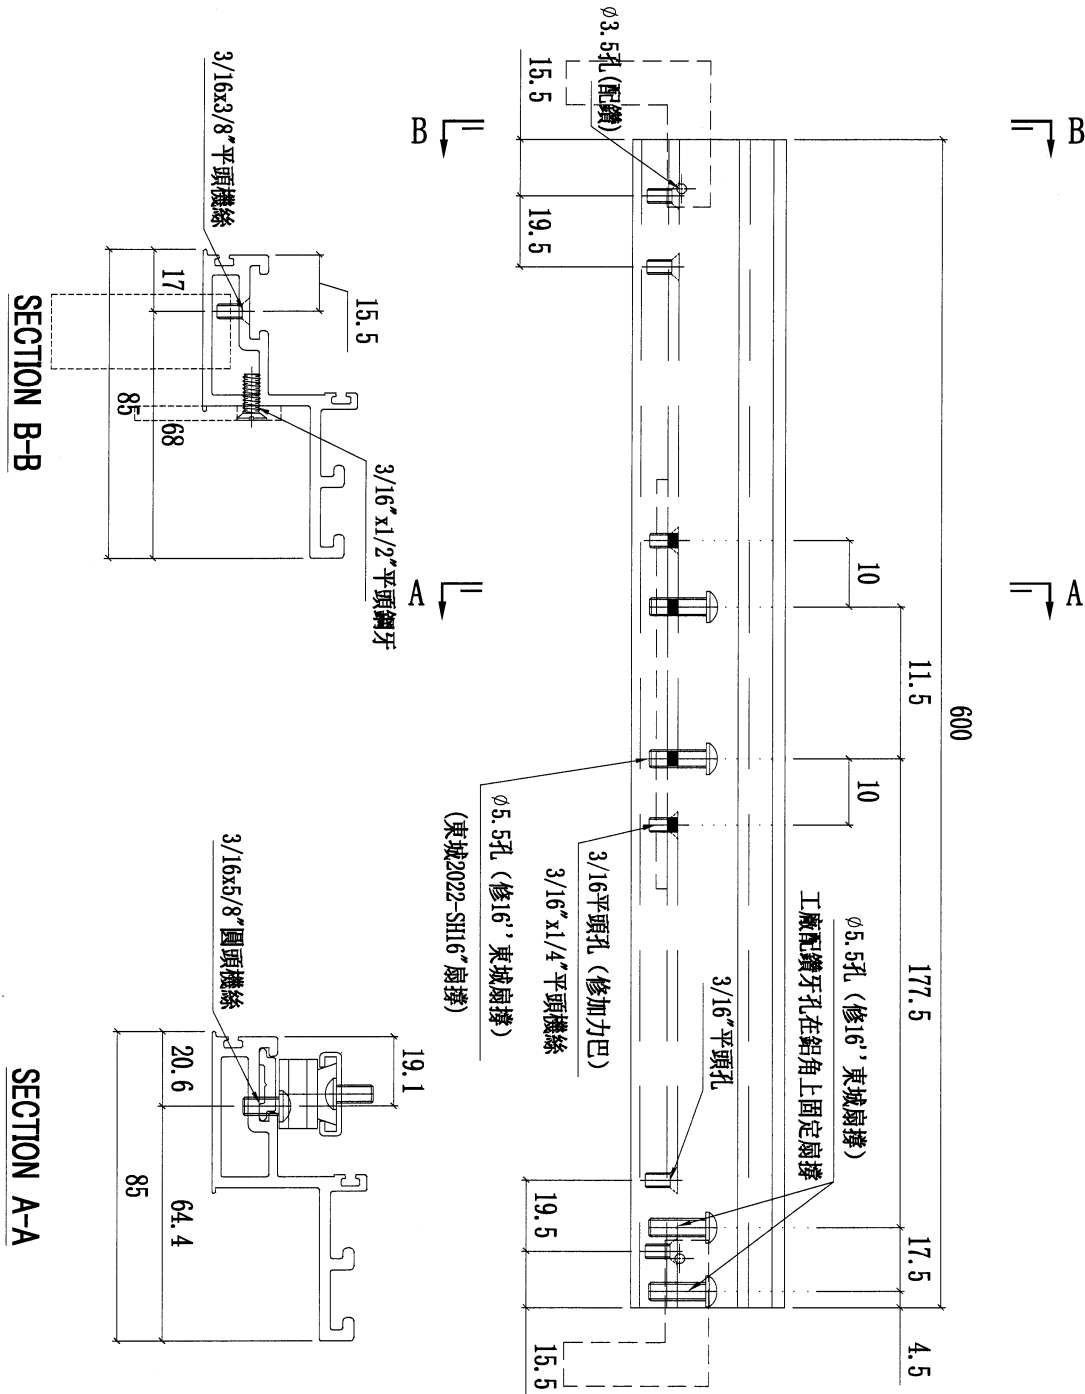 B
B
A
A
600
10
11.5
10
177.5
17.5
4.5
Ø3.5孔(配鑽)
15.5
19.5
Ø5.5孔 (修16''東城扇撐)
工廠配鑽牙孔在鋁角上固定扇撐
3/16"平頭孔
3/16平頭孔 (修加力巴)
3/16"x1/4"平頭機絲
Ø5.5孔 (修16''東城扇撐)
(東城2022-SH16"扇撐)
19.5
15.5
3/16x3/8"平頭機絲
15.5
17
68
85
3/16"x1/2"平頭鋼牙
SECTION B-B
3/16x5/8"圓頭機絲
19.1
20.6
64.4
85
SECTION A-A